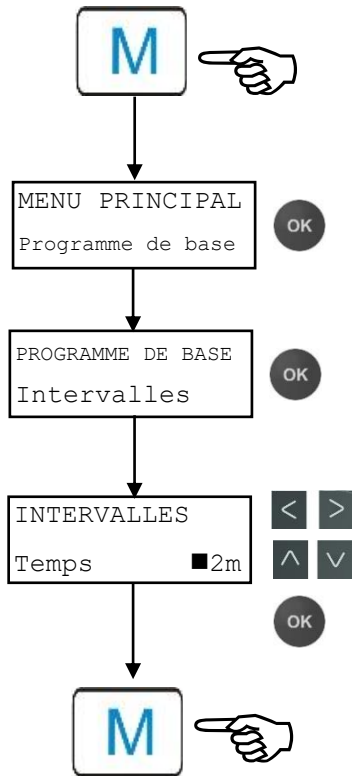 M
MENU PRINCIPAL
Programme de base
OK
PROGRAMME DE BASE
Intervalles
OK
INTERVALLES
Temps ■2m
< >
∧ ∨
OK
M